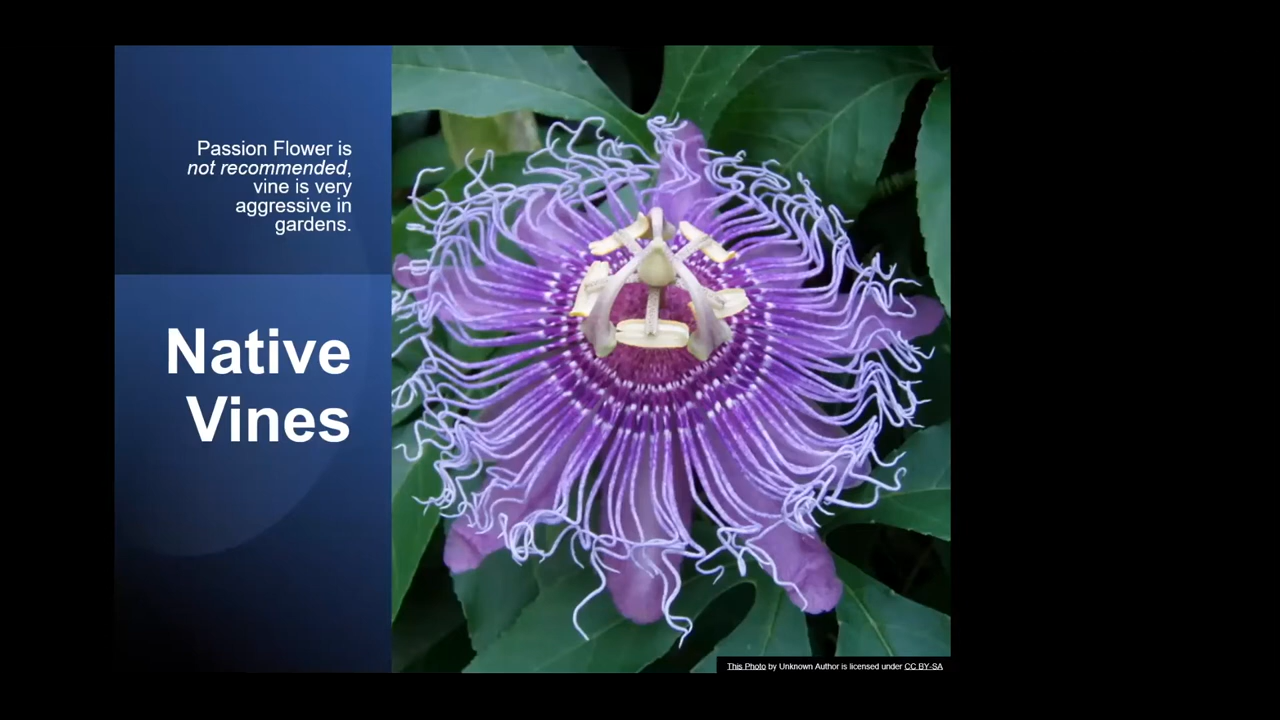 Passion Flower is
not recommended,
vine is very
aggressive in
gardens.
Native
Vines
This Photo by Unknown Author is licensed under CC BY-SA